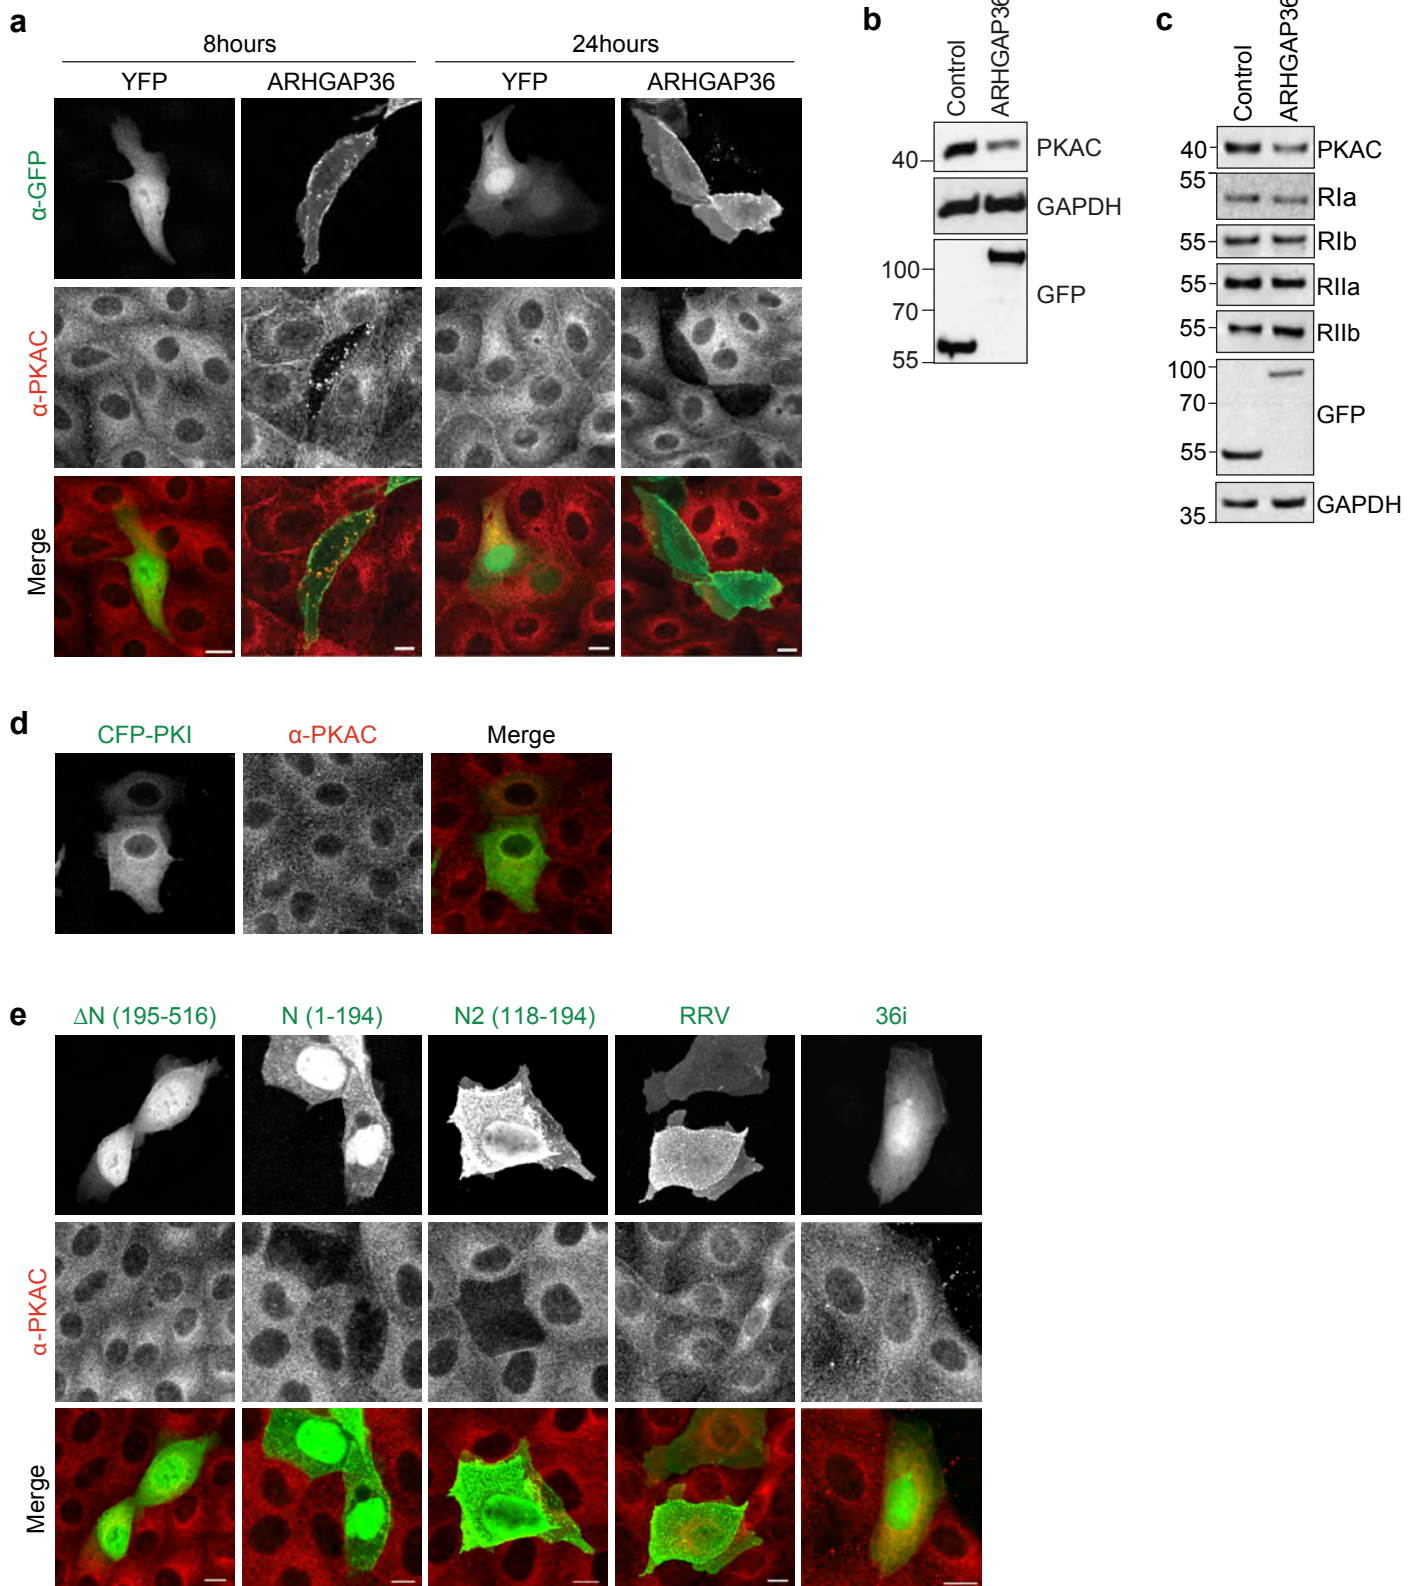 a
8hours
24hours
YFP
ARHGAP36
YFP
ARHGAP36
α-GFP
α-PKAC
Merge
b
Control
ARHGAP36
40
PKAC
GAPDH
100
70
55
GFP
c
Control
ARHGAP36
40
PKAC
55
RIa
55
RIb
55
RIIa
55
RIIb
100
70
55
GFP
35
GAPDH
d
CFP-PKI
α-PKAC
Merge
e
ΔN (195-516)
N (1-194)
N2 (118-194)
RRV
36i
α-PKAC
Merge